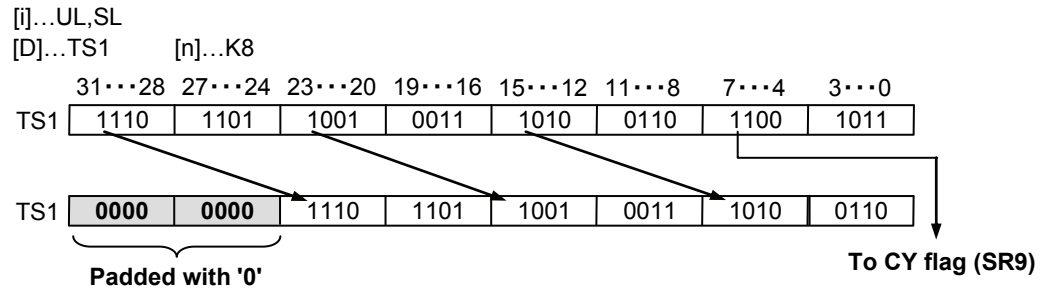 [i]…UL,SL
[D]…TS1 [n]…K8
31・・・28 27・・・24 23・・・20 19・・・16 15・・・12 11・・・8 7・・・4 3・・・0
TS1 1110 1101 1001 0011 1010 0110 1100 1011
TS1 0000 0000 1110 1101 1001 0011 1010 0110
To CY flag (SR9)
Padded with '0'